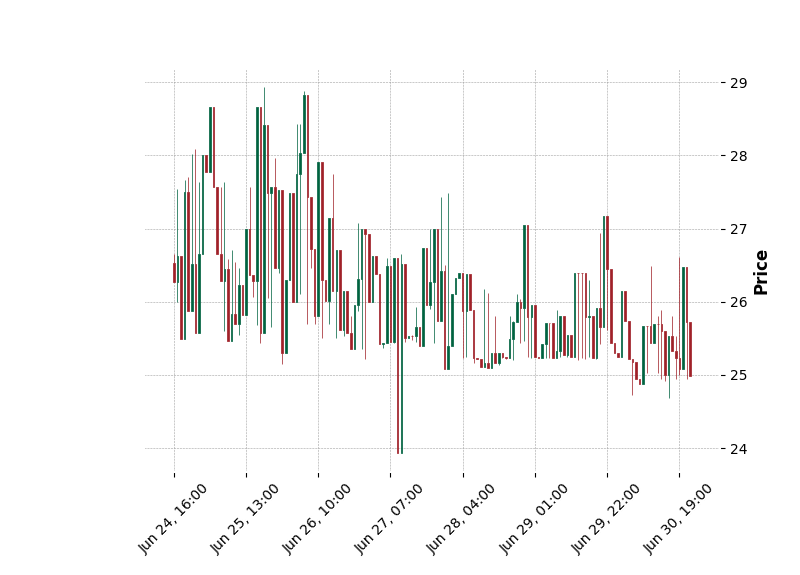 29
28
27
26
25
24
Price
Jun 24, 16:00
Jun 25, 13:00
Jun 26, 10:00
Jun 27, 07:00
Jun 28, 04:00
Jun 29, 01:00
Jun 29, 22:00
Jun 30, 19:00